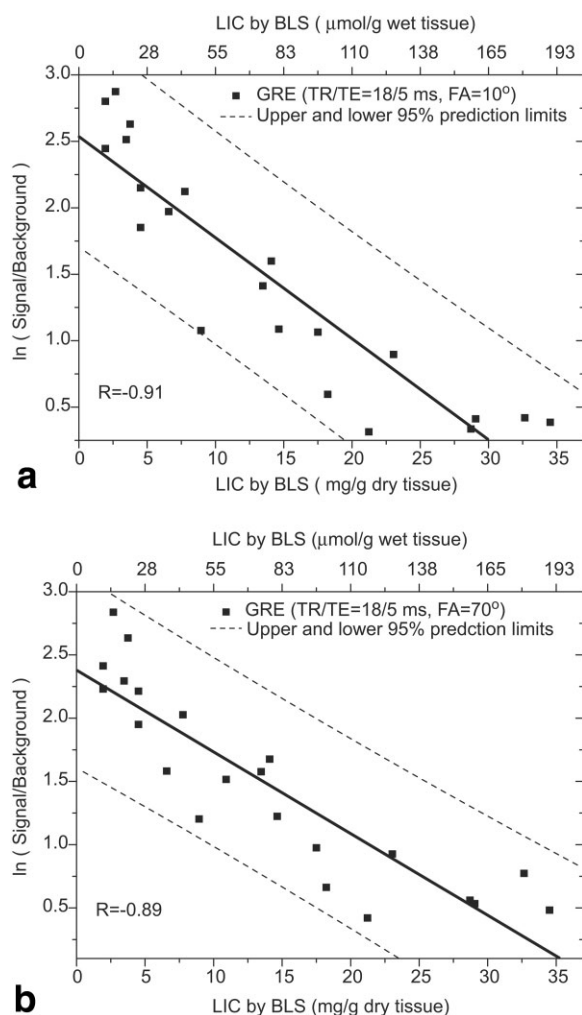 LIC by BLS ( μmol/g wet tissue)
0 28 55 83 110 138 165 193
3.0
2.5
2.0
1.5
1.0
0.5
ln ( Signal/Background )
GRE (TR/TE=18/5 ms, FA=10°)
Upper and lower 95% prediction limits
R=-0.91
0 5 10 15 20 25 30 35
LIC by BLS ( mg/g dry tissue)
a
LIC by BLS (μmol/g wet tissue)
0 28 55 83 110 138 165 193
3.0
2.5
2.0
1.5
1.0
0.5
ln ( Signal/Background )
GRE (TR/TE=18/5 ms, FA=70°)
Upper and lower 95% predction limits
R=-0.89
0 5 10 15 20 25 30 35
LIC by BLS (mg/g dry tissue)
b